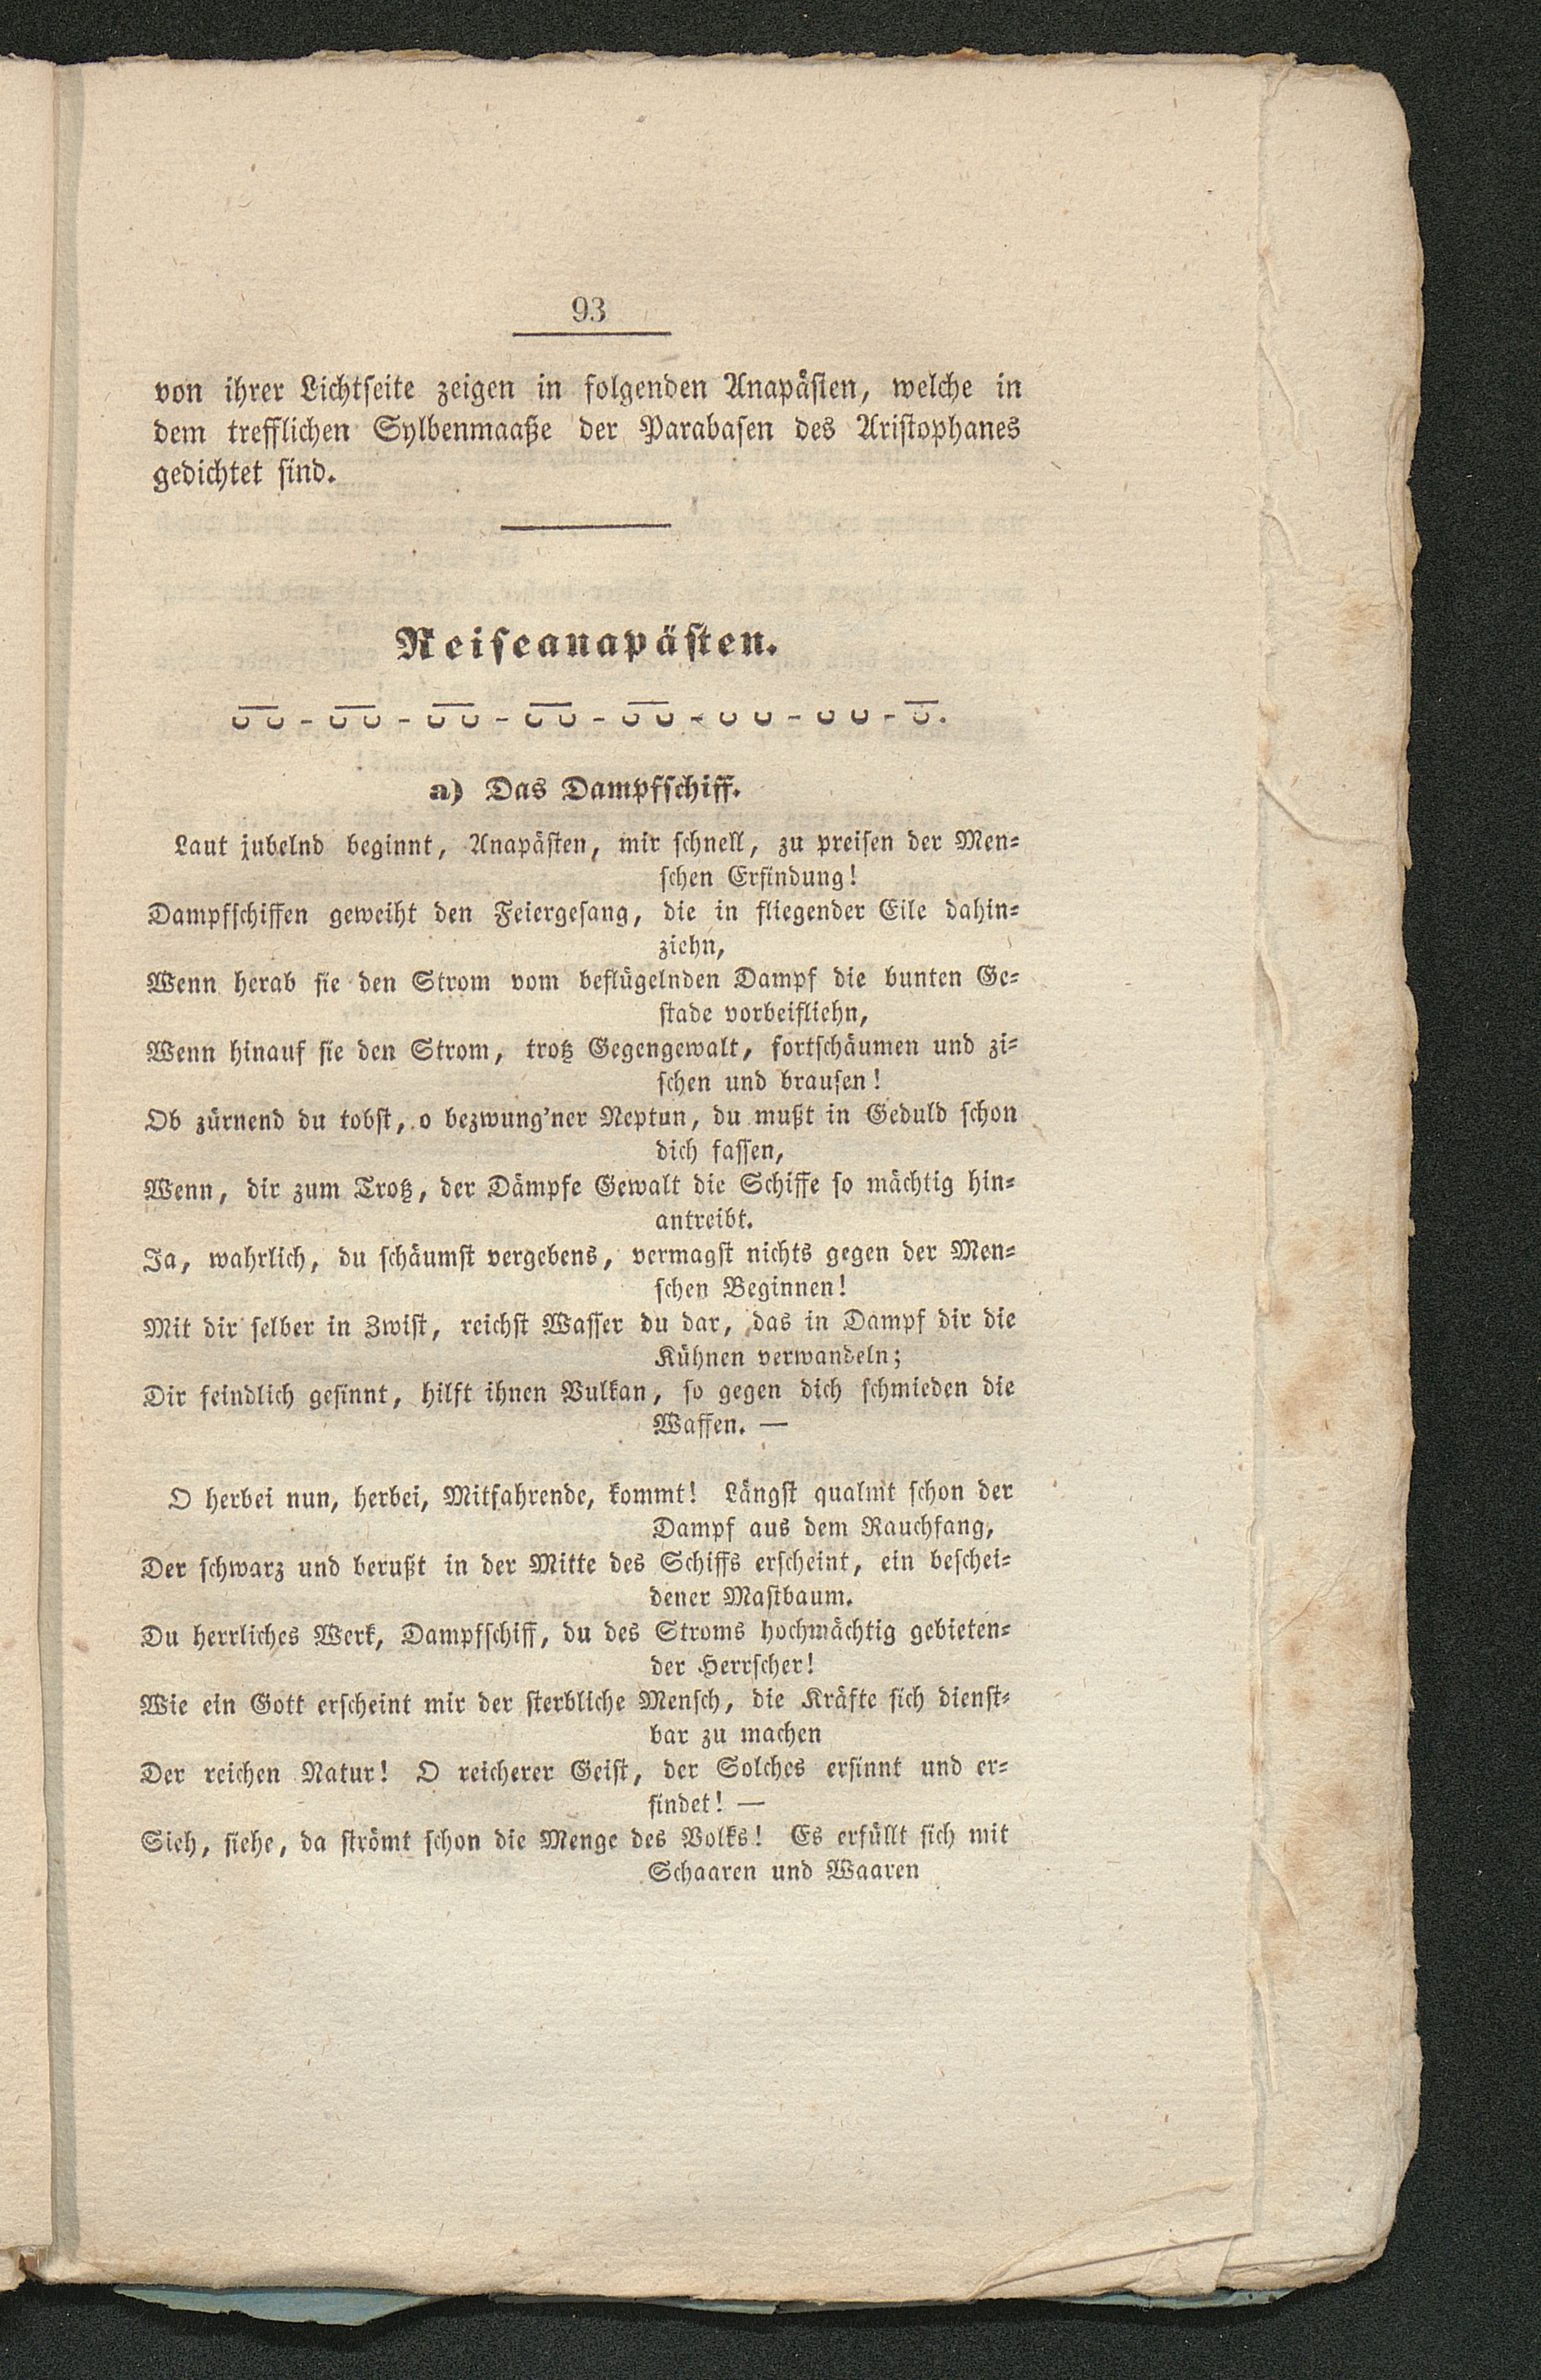 93
von ihrer Lichtseite zeigen in folgenden Anapästen, welche in
dem trefflichen Sylbenmaaße der Parabasen des Aristophanes
gedichtet sind.
Reiseanapästen.
a) Das Dampfschiff.
Laut jubelnd beginnt, Anapästen, mir schnell, zu preisen der Men-
schen Erfindung!
Dampfschiffen geweiht den Feiergesang, die in fliegender Eile dahin-
ziehn,
Wenn herab sie den Strom vom beflügelnden Dampf die bunten Ge-
stade vorbeifliehn,
Wenn hinauf sie den Strom, trotz Gegengewalt, fortschäumen und zi-
schen und brausen!
Ob zürnend du tobst, o bezwung'ner Neptun, du mußt in Geduld schon
dich fassen,
Wenn, dir zum Trotz, der Dämpfe Gewalt die Schiffe so mächtig hin-
antreibt.
Ja, wahrlich, du schäumst vergebens, vermagst nichts gegen der Men-
schen Beginnen!
Mit dir selber in Zwist, reichst Wasser du dar, das in Dampf dir die
Kühnen verwandeln;
Dir feindlich gesinnt, hilft ihnen Vulkan, so gegen dich schmieden die
Waffen. —
O herbei nun, herbei, Mitfahrende, kommt! Längst qualmt schon der
Dampf aus dem Rauchfang,
Der schwarz und berußt in der Mitte des Schiffs erscheint, ein beschei-
dener Mastbaum.
Du herrliches Werk, Dampfschiff, du des Stroms hochmächtig gebieten-
der Herrscher!
Wie ein Gott erscheint mir der sterbliche Mensch, die Kräfte sich dienst-
bar zu machen
Der reichen Natur! O reicherer Geist, der Solches ersinnt und er-
findet! —
Sieh, siehe, da strömt schon die Menge des Volks! Es erfüllt sich mit
Schaaren und Waaren